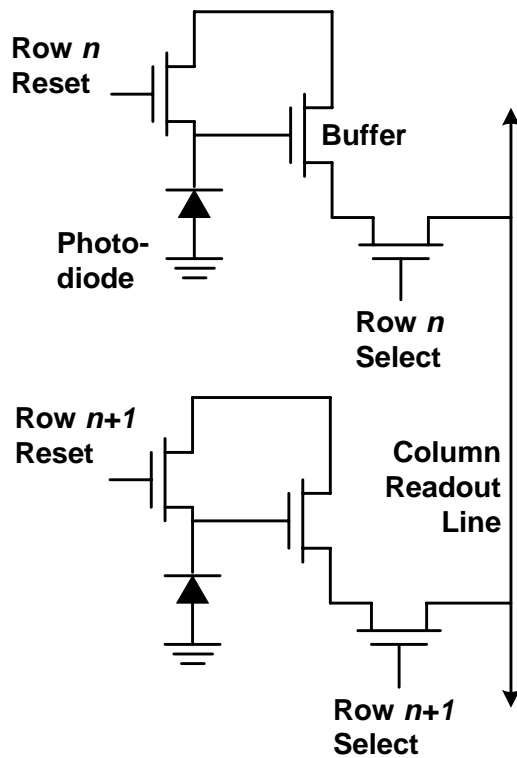 Row n
Reset
Buffer
Photo-
diode
Row n
Select
Row n+1
Reset
Column
Readout
Line
Row n+1
Select